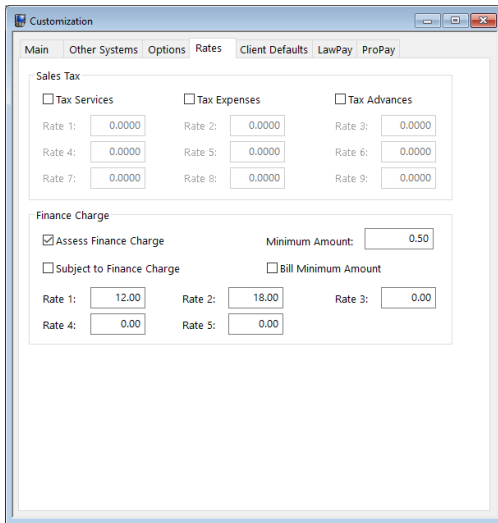 Customization
Main Other Systems Options Rates Client Defaults LawPay ProPay
Sales Tax
Tax Services Tax Expenses Tax Advances
Rate 1: 0.0000 Rate 2: 0.0000 Rate 3: 0.0000
Rate 4: 0.0000 Rate 5: 0.0000 Rate 6: 0.0000
Rate 7: 0.0000 Rate 8: 0.0000 Rate 9: 0.0000
Finance Charge
Assess Finance Charge Minimum Amount: 0.50
Subject to Finance Charge Bill Minimum Amount
Rate 1: 12.00 Rate 2: 18.00 Rate 3: 0.00
Rate 4: 0.00 Rate 5: 0.00